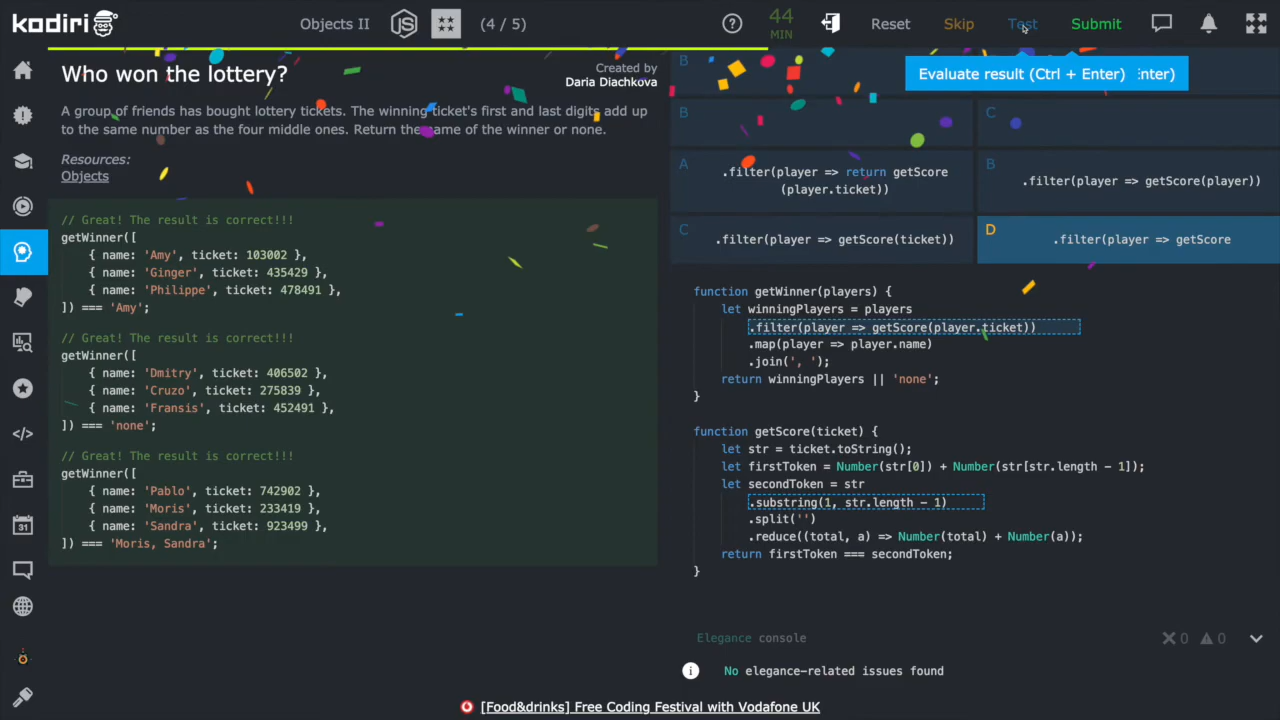 kodiri
Objects II
JS
(4 / 5)
?
44
MIN
Reset
Skip
Test
Submit
Who won the lottery?
Created by
Daria Diachkova
A group of friends has bought lottery tickets. The winning ticket's first and last digits add up
to the same number as the four middle ones. Return the name of the winner or none.
Resources:
Objects
// Great! The result is correct!!!
getWinner([
{ name: 'Amy', ticket: 103002 },
{ name: 'Ginger', ticket: 435429 },
{ name: 'Philippe', ticket: 478491 },
]) === 'Amy';
// Great! The result is correct!!!
getWinner([
{ name: 'Dmitry', ticket: 406502 },
{ name: 'Cruzo', ticket: 275839 },
{ name: 'Fransis', ticket: 452491 },
]) === 'none';
// Great! The result is correct!!!
getWinner([
{ name: 'Pablo', ticket: 742902 },
{ name: 'Moris', ticket: 233419 },
{ name: 'Sandra', ticket: 923499 },
]) === 'Moris, Sandra';
31
B
Evaluate result (Ctrl + Enter)
nter)
B
C
A
.filter(player => return getScore
(player.ticket))
B
.filter(player => getScore(player))
C
.filter(player => getScore(ticket))
D
.filter(player => getScore
function getWinner(players) {
let winningPlayers = players
.filter(player => getScore(player.ticket))
.map(player => player.name)
.join(', ');
return winningPlayers || 'none';
}
function getScore(ticket) {
let str = ticket.toString();
let firstToken = Number(str[0]) + Number(str[str.length - 1]);
let secondToken = str
.substring(1, str.length - 1)
.split('')
.reduce((total, a) => Number(total) + Number(a));
return firstToken === secondToken;
}
Elegance console
0
0
No elegance-related issues found
[Food&drinks] Free Coding Festival with Vodafone UK